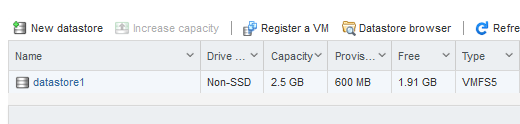 New datastore Increase capacity Register a VM Datastore browser Refre
Name Drive ... Capacity Provis... Free Type
datastore1 Non-SSD 2.5 GB 600 MB 1.91 GB VMFS5